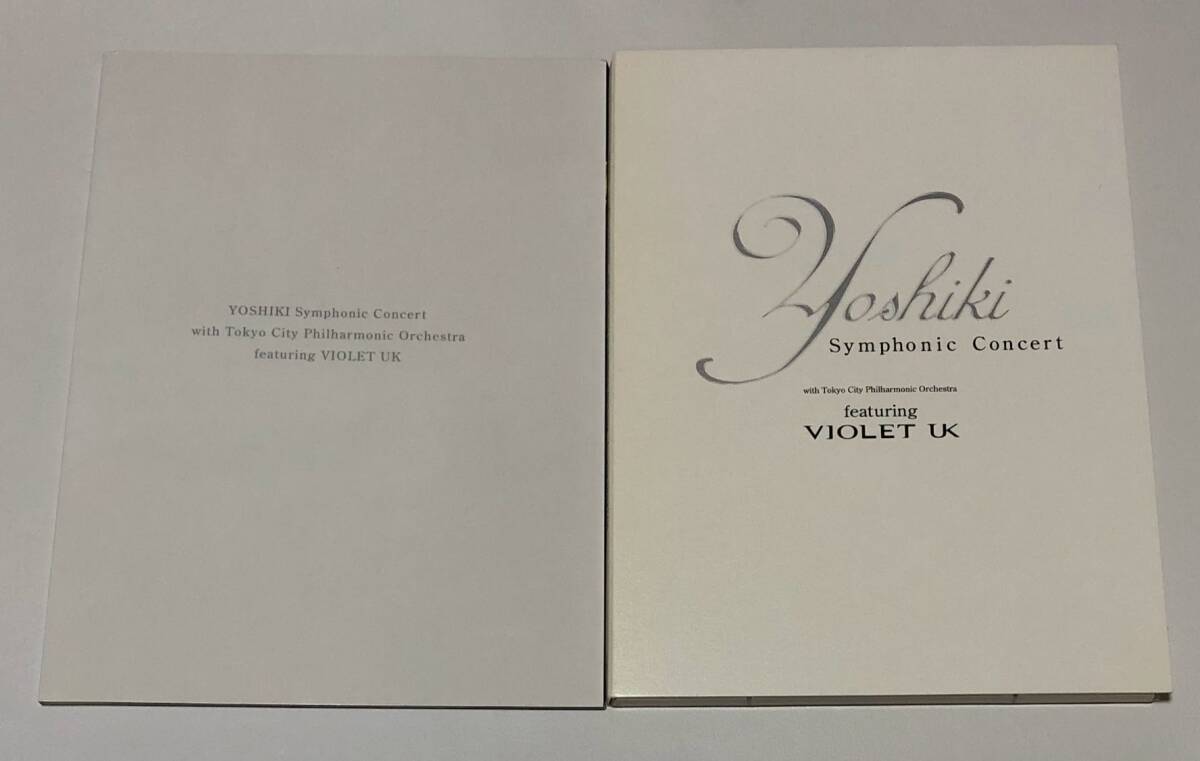 YOSHIKI Symphonic Concert
with Tokyo City Philharmonic Orchestra
featuring VIOLET UK
Yoshiki
Symphonic Concert
with Tokyo City Philharmonic Orchestra
featuring
VIOLET UK